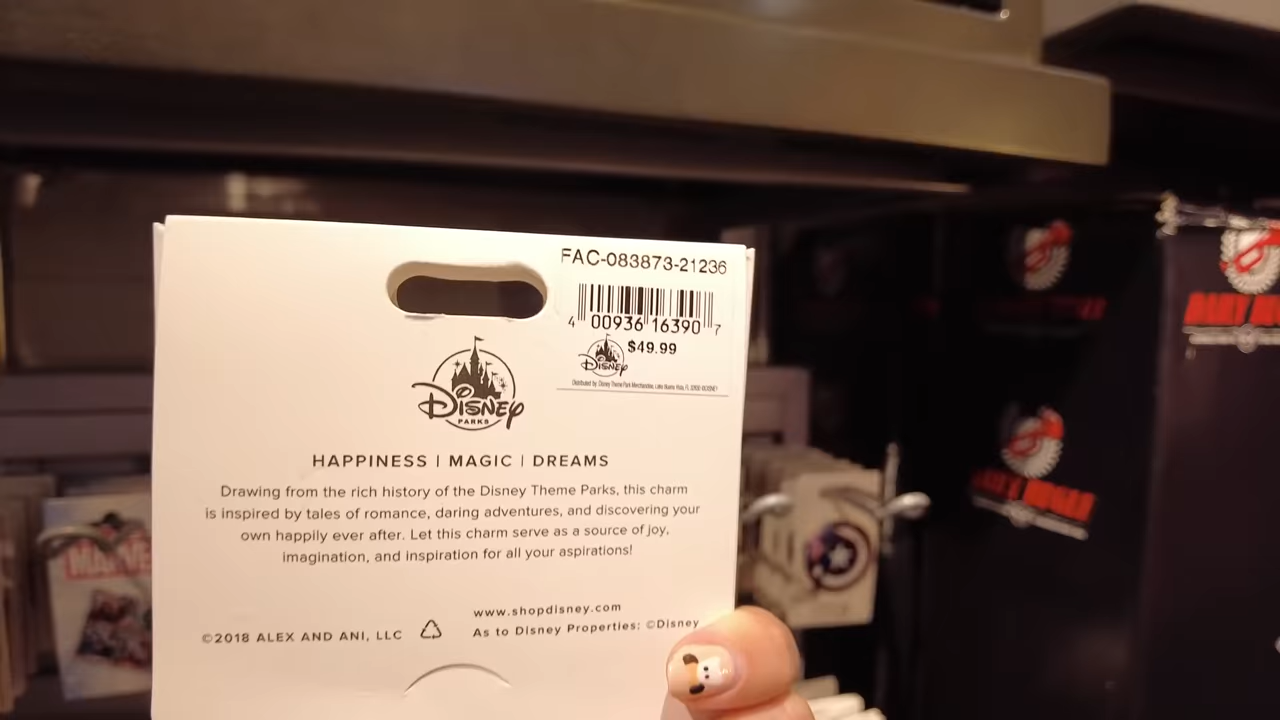 FAC-083873-21236
4 00936 16390 7
$49.99
Disney
Distributed by Disney Theme Park Merchandise, Lake Buena Vista, FL
Disney
PARKS
HAPPINESS | MAGIC | DREAMS
Drawing from the rich history of the Disney Theme Parks, this charm
is inspired by tales of romance, daring adventures, and discovering your
own happily ever after. Let this charm serve as a source of joy,
imagination, and inspiration for all your aspirations!
www.shopdisney.com
©2018 ALEX AND ANI, LLC
As to Disney Properties: ©Disney
MARVEL